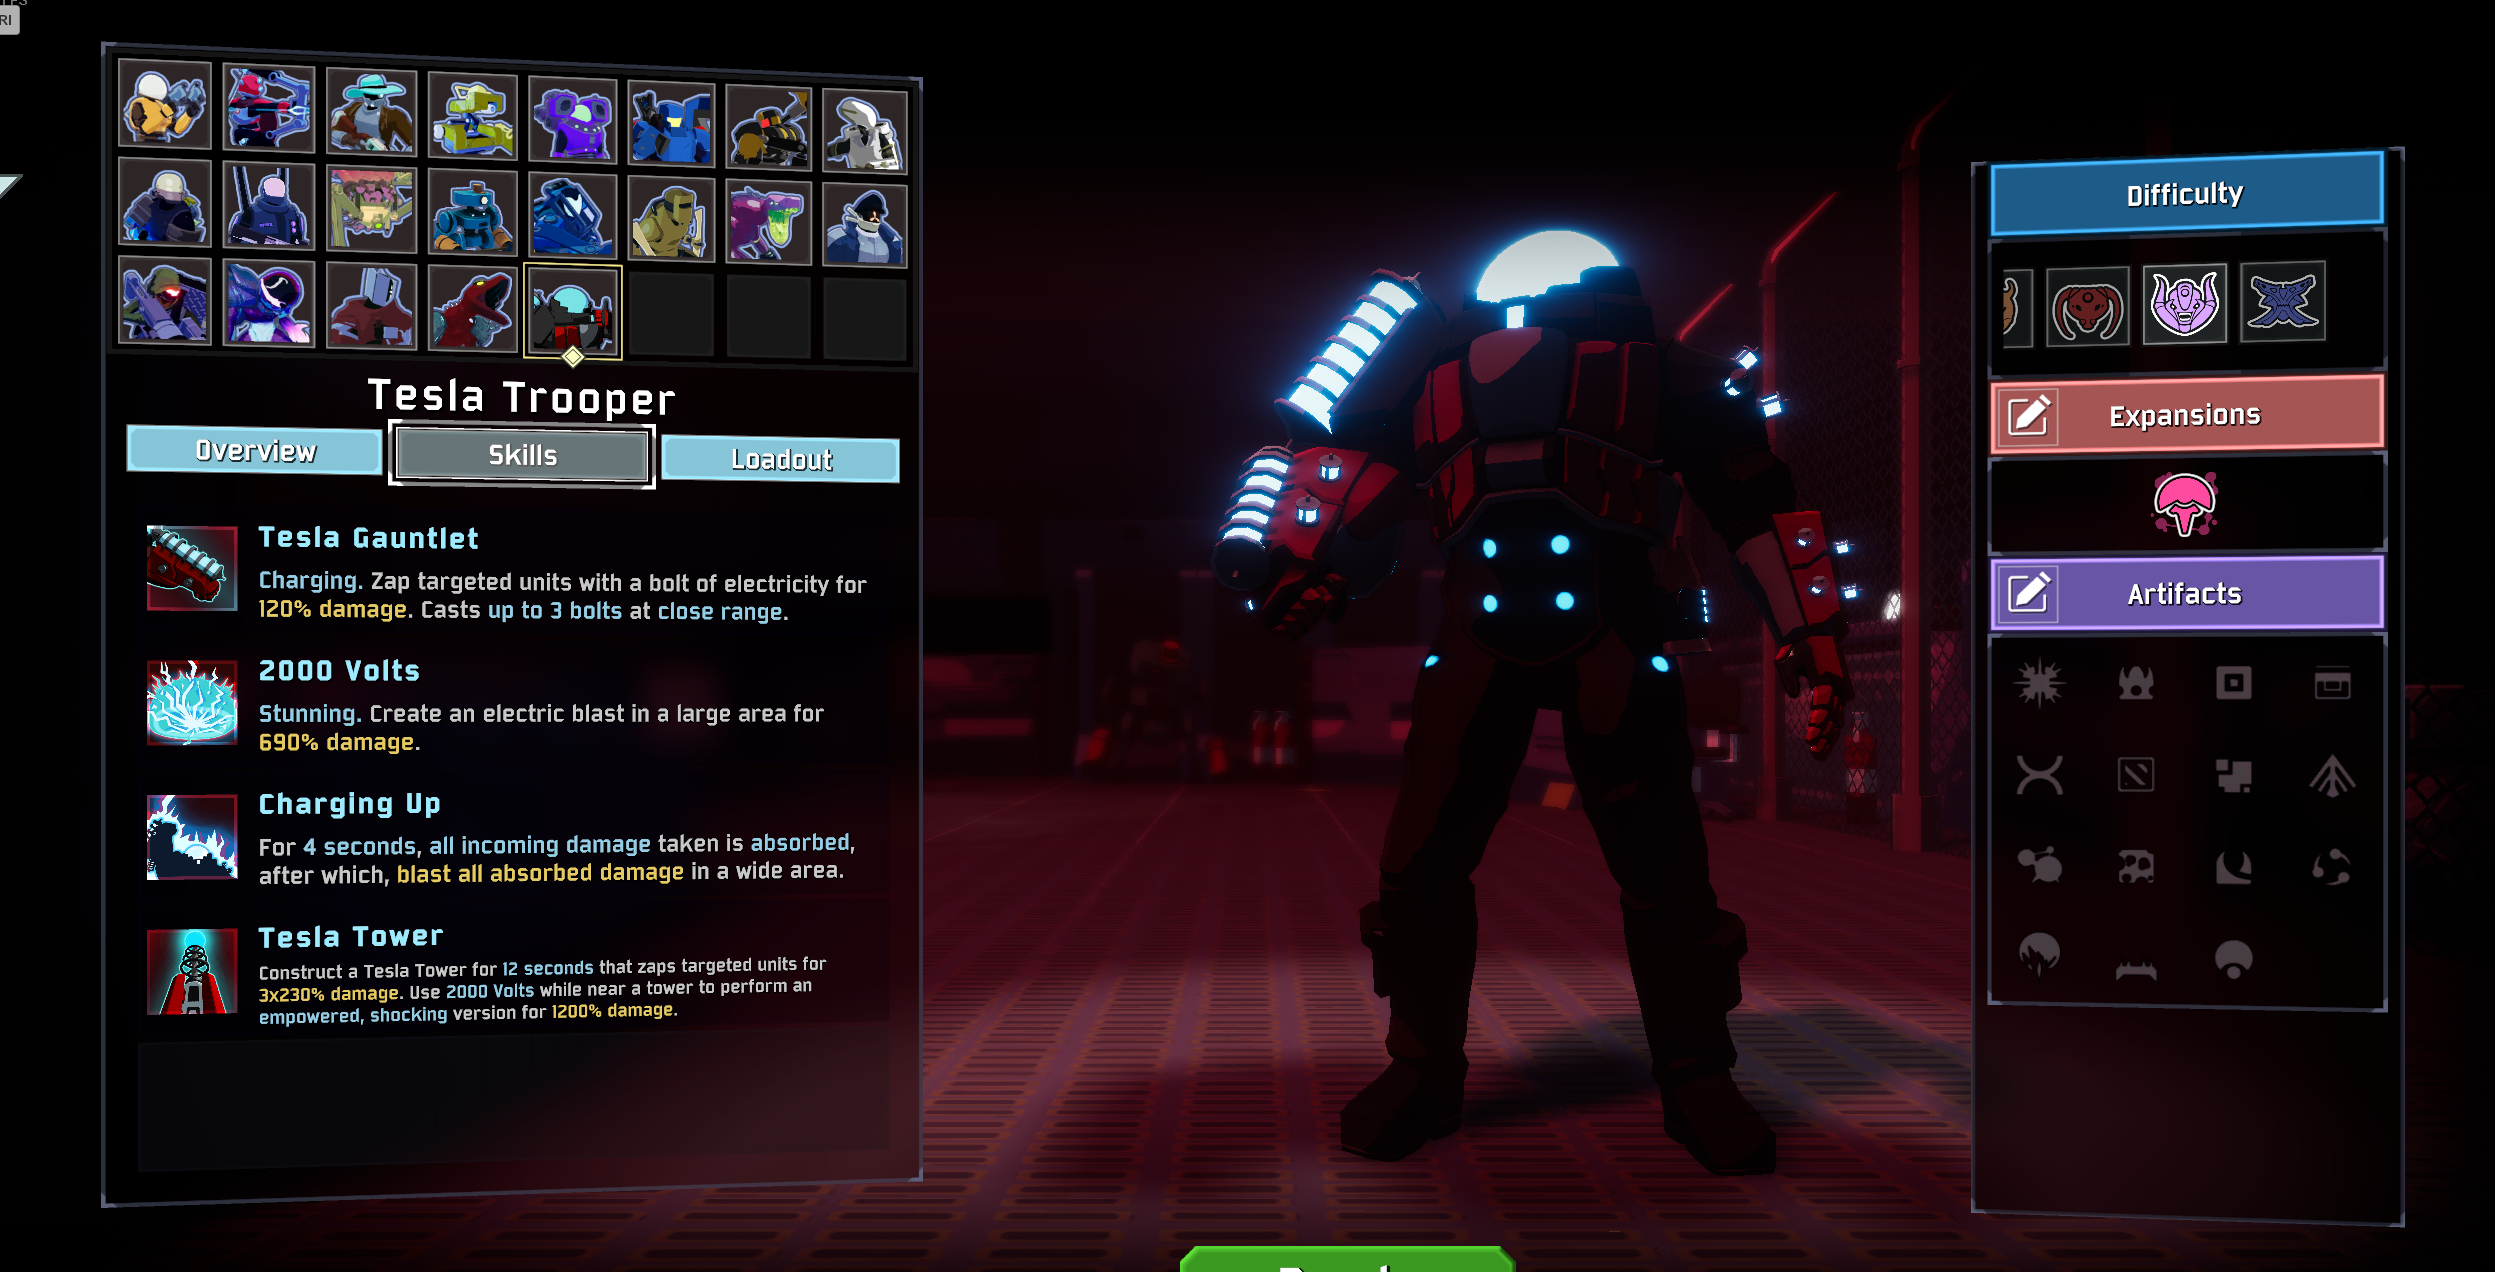 RI
Tesla Trooper
Overview
Skills
Loadout
Tesla Gauntlet
Charging. Zap targeted units with a bolt of electricity for
120% damage. Casts up to 3 bolts at close range.
2000 Volts
Stunning. Create an electric blast in a large area for
690% damage.
Charging Up
For 4 seconds, all incoming damage taken is absorbed,
after which, blast all absorbed damage in a wide area.
Tesla Tower
Construct a Tesla Tower for 12 seconds that zaps targeted units for
3x230% damage. Use 2000 Volts while near a tower to perform an
empowered, shocking version for 1200% damage.
Difficulty
Expansions
Artifacts